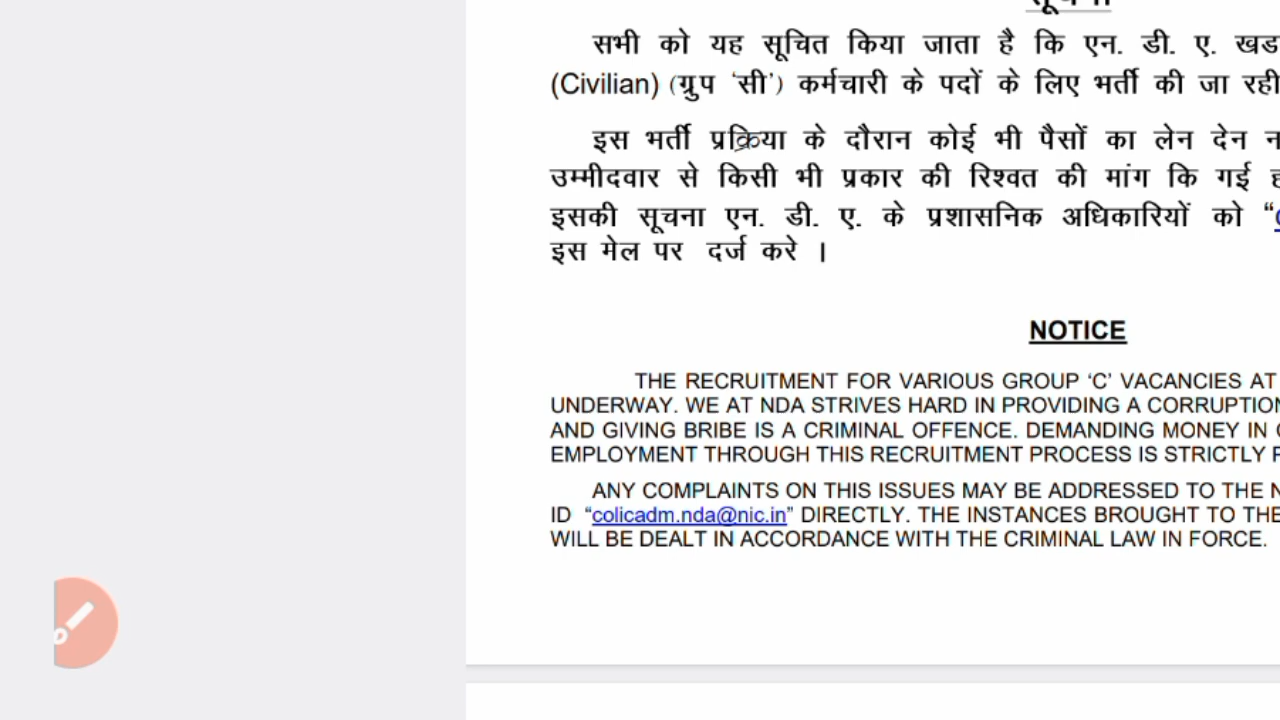 सूचना
सभी को यह सूचित किया जाता है कि एन. डी. ए. खड
(Civilian) (ग्रुप ‘सी’) कर्मचारी के पदों के लिए भर्ती की जा रही
इस भर्ती प्रक्रिया के दौरान कोई भी पैसों का लेन देन न
उम्मीदवार से किसी भी प्रकार की रिश्वत की मांग कि गई
इसकी सूचना एन. डी. ए. के प्रशासनिक अधिकारियों को “
इस मेल पर दर्ज करे ।
NOTICE
THE RECRUITMENT FOR VARIOUS GROUP ‘C’ VACANCIES AT
UNDERWAY. WE AT NDA STRIVES HARD IN PROVIDING A CORRUPTION
AND GIVING BRIBE IS A CRIMINAL OFFENCE. DEMANDING MONEY IN
EMPLOYMENT THROUGH THIS RECRUITMENT PROCESS IS STRICTLY
ANY COMPLAINTS ON THIS ISSUES MAY BE ADDRESSED TO THE N
ID “colicadm.nda@nic.in” DIRECTLY. THE INSTANCES BROUGHT TO THE
WILL BE DEALT IN ACCORDANCE WITH THE CRIMINAL LAW IN FORCE.